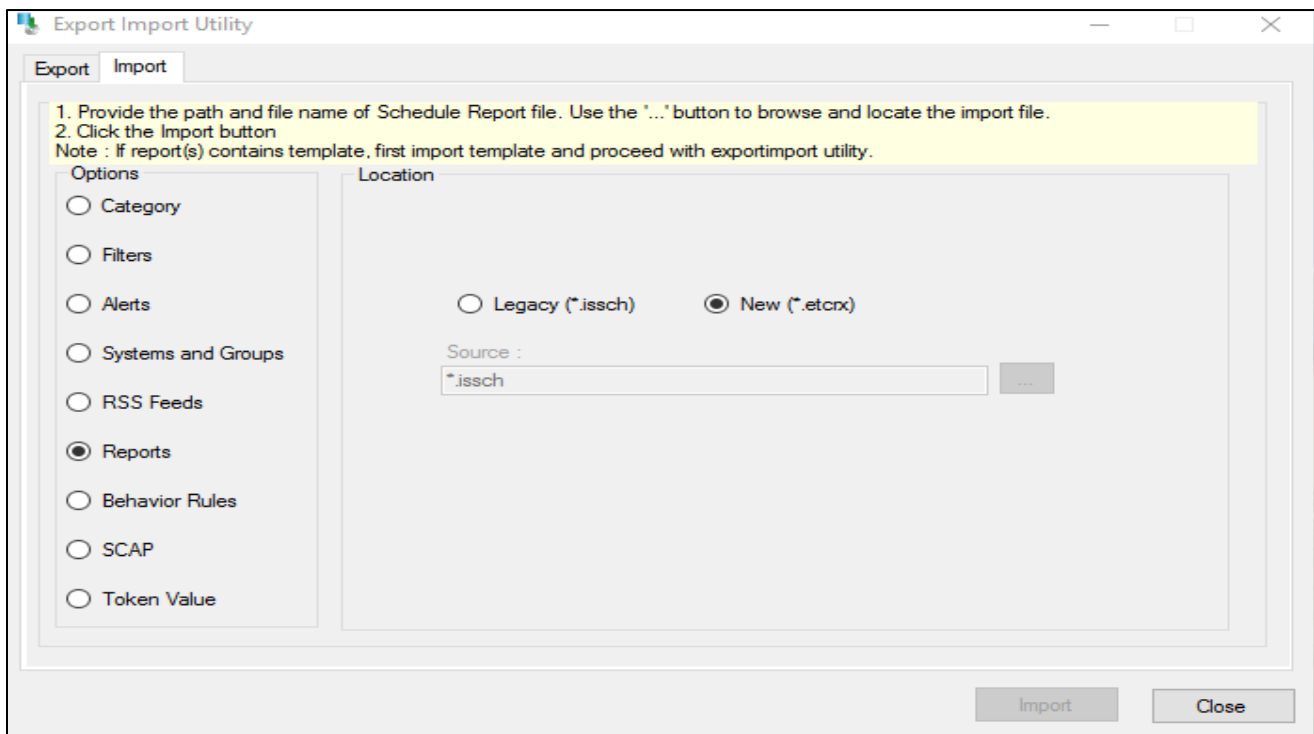 Export Import Utility
Export Import
1. Provide the path and file name of Schedule Report file. Use the '...' button to browse and locate the import file.
2. Click the Import button
Note : If report(s) contains template, first import template and proceed with exportimport utility.
Options
Location
Category
Filters
Alerts
Legacy (*.issch) New (*.etcrx)
Systems and Groups
Source :
*.issch ...
RSS Feeds
Reports
Behavior Rules
SCAP
Token Value
Import Close